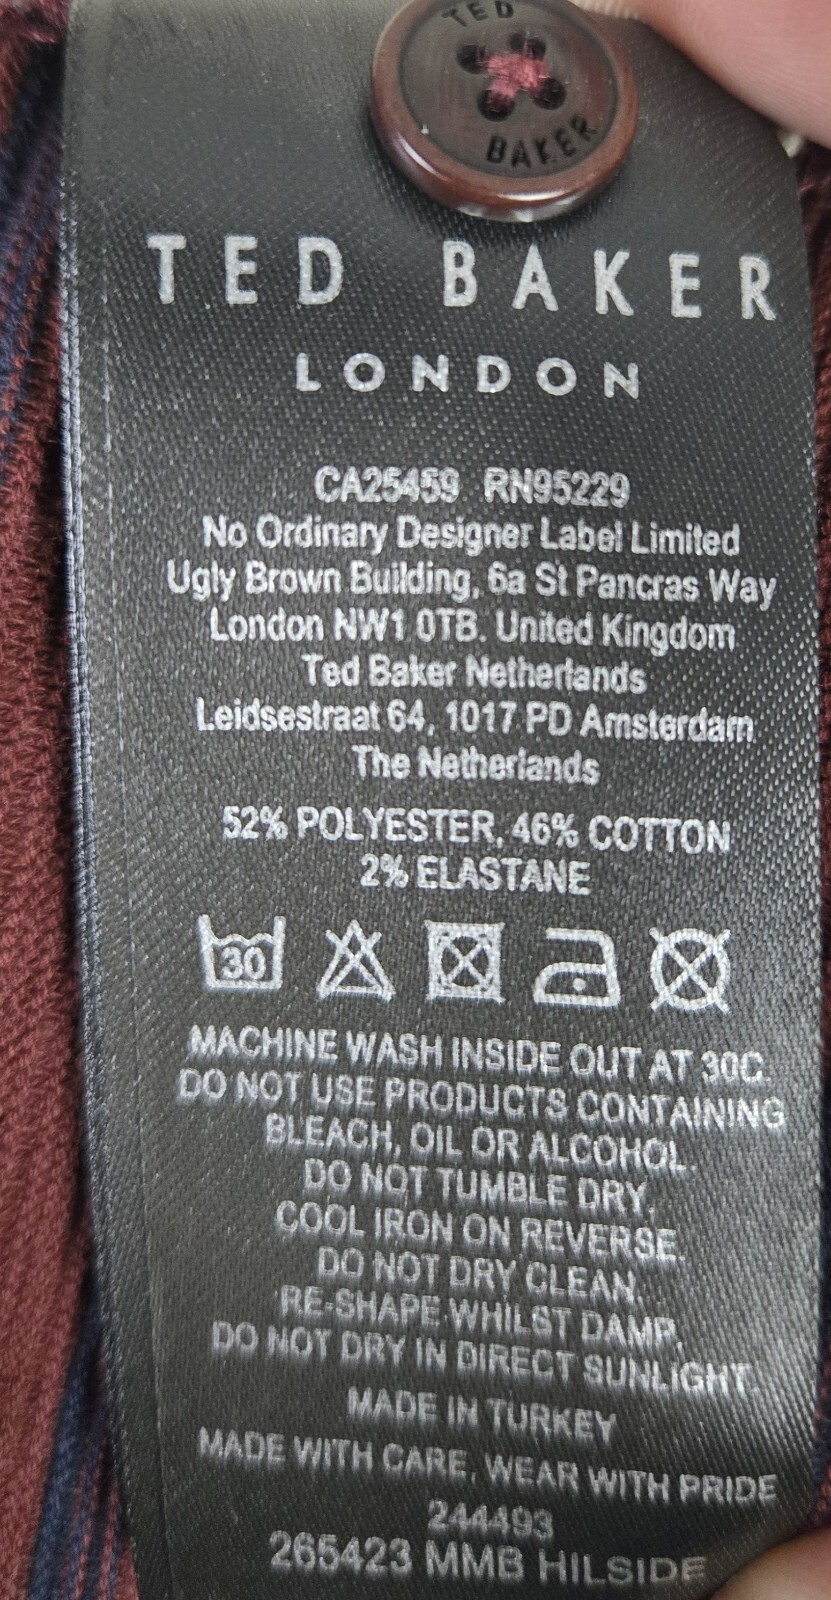 TED
BAKER
TED BAKER
LONDON
CA25459 RN95229
No Ordinary Designer Label Limited
Ugly Brown Building, 6a St Pancras Way
London NW1 0TB. United Kingdom
Ted Baker Netherlands
Leidsestraat 64, 1017 PD Amsterdam
The Netherlands
52% POLYESTER, 46% COTTON
2% ELASTANE
30
MACHINE WASH INSIDE OUT AT 30C.
DO NOT USE PRODUCTS CONTAINING
BLEACH, OIL OR ALCOHOL.
DO NOT TUMBLE DRY.
COOL IRON ON REVERSE.
DO NOT DRY CLEAN.
RE-SHAPE WHILST DAMP.
DO NOT DRY IN DIRECT SUNLIGHT.
MADE IN TURKEY
MADE WITH CARE, WEAR WITH PRIDE
244493
265423 MMB HILSIDE